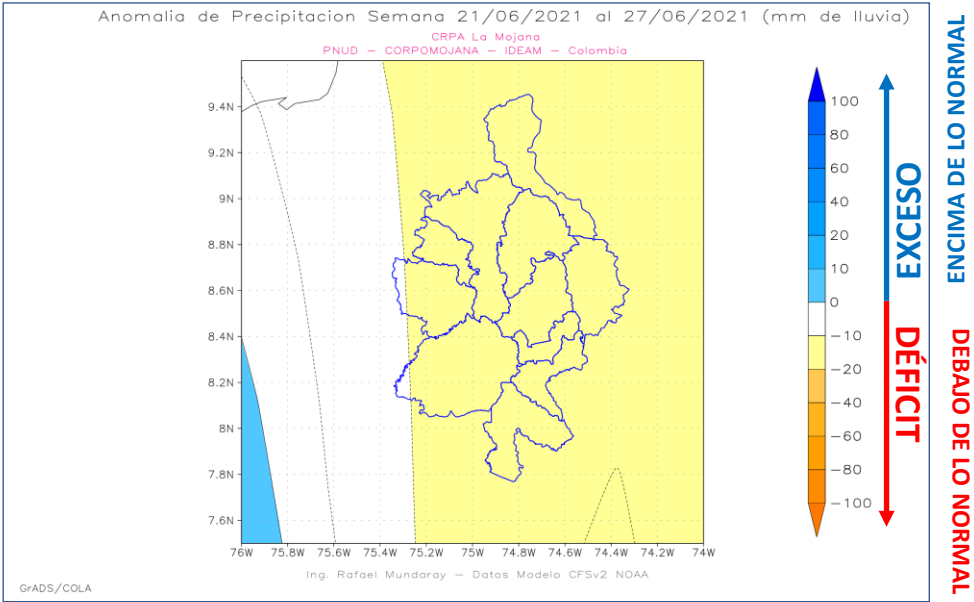 Anomalia de Precipitacion Semana 21/06/2021 al 27/06/2021 (mm de lluvia)
CRPA La Mojana
PNUD – CORPOMOJANA – IDEAM – Colombia
9.4N
9.2N
9N
8.8N
8.6N
8.4N
8.2N
8N
7.8N
7.6N
76W 75.8W 75.6W 75.4W 75.2W 75W 74.8W 74.6W 74.4W 74.2W 74W
Ing. Rafael Mundaray – Datos Modelo CFSv2 NOAA
GrADS/COLA
100
80
60
40
20
10
0
–10
–20
–40
–60
–80
–100
EXCESO
DÉFICIT
ENCIMA DE LO NORMAL
DEBAJO DE LO NORMAL